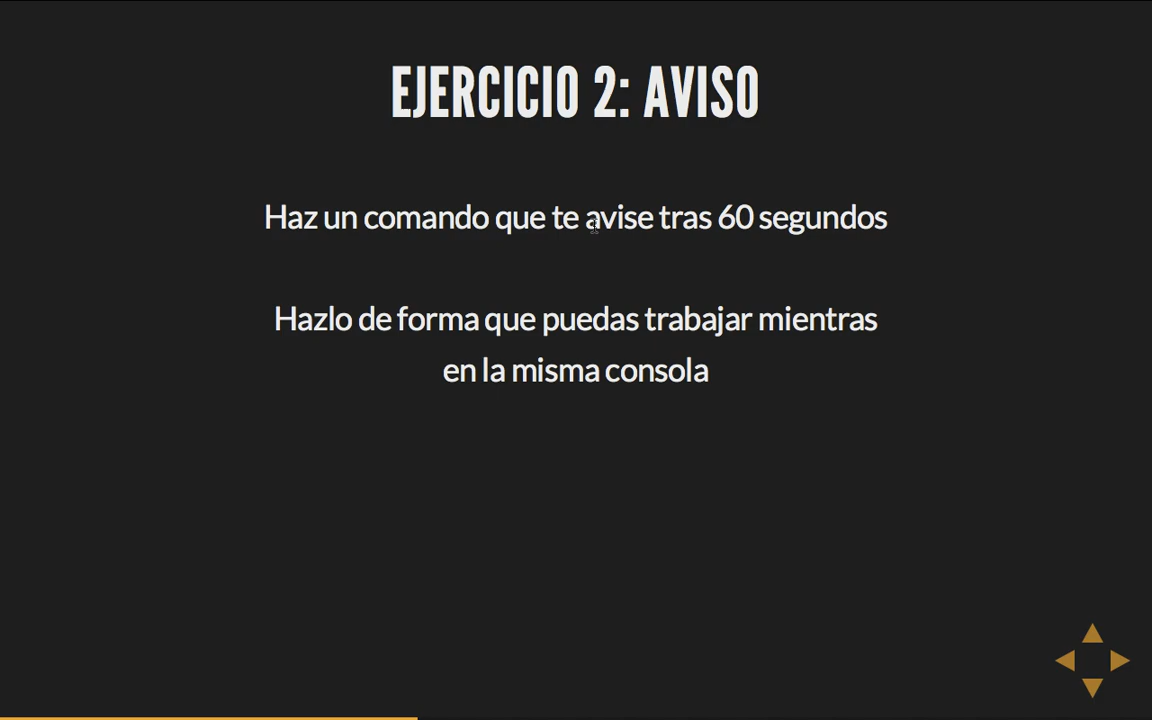 EJERCICIO 2: AVISO
Haz un comando que te avise tras 60 segundos
Hazlo de forma que puedas trabajar mientras
en la misma consola